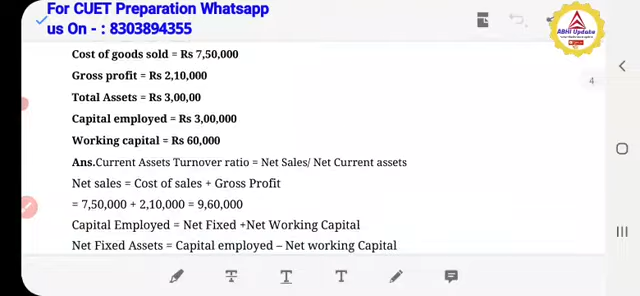 For CUET Preparation Whatsapp
us On - : 8303894355
ABHI Update
Cost of goods sold = Rs 7,50,000
Gross profit = Rs 2,10,000
Total Assets = Rs 3,00,00
4
Capital employed = Rs 3,00,000
Working capital = Rs 60,000
Ans.Current Assets Turnover ratio = Net Sales/ Net Current assets
Net sales = Cost of sales + Gross Profit
= 7,50,000 + 2,10,000 = 9,60,000
Capital Employed = Net Fixed +Net Working Capital
Net Fixed Assets = Capital employed – Net working Capital